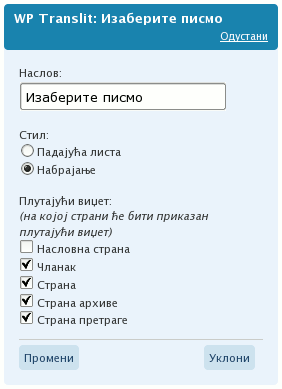 WP Translit: Изаберите писмо
Одустани
Наслов:
Изаберите писмо
Стил:
Падајућа листа
Набрајање
Плутајући виџет:
(на којој страни ће бити приказан
плутајући виџет)
Насловна страна
Чланак
Страна
Страна архиве
Страна претраге
Промени
Уклони